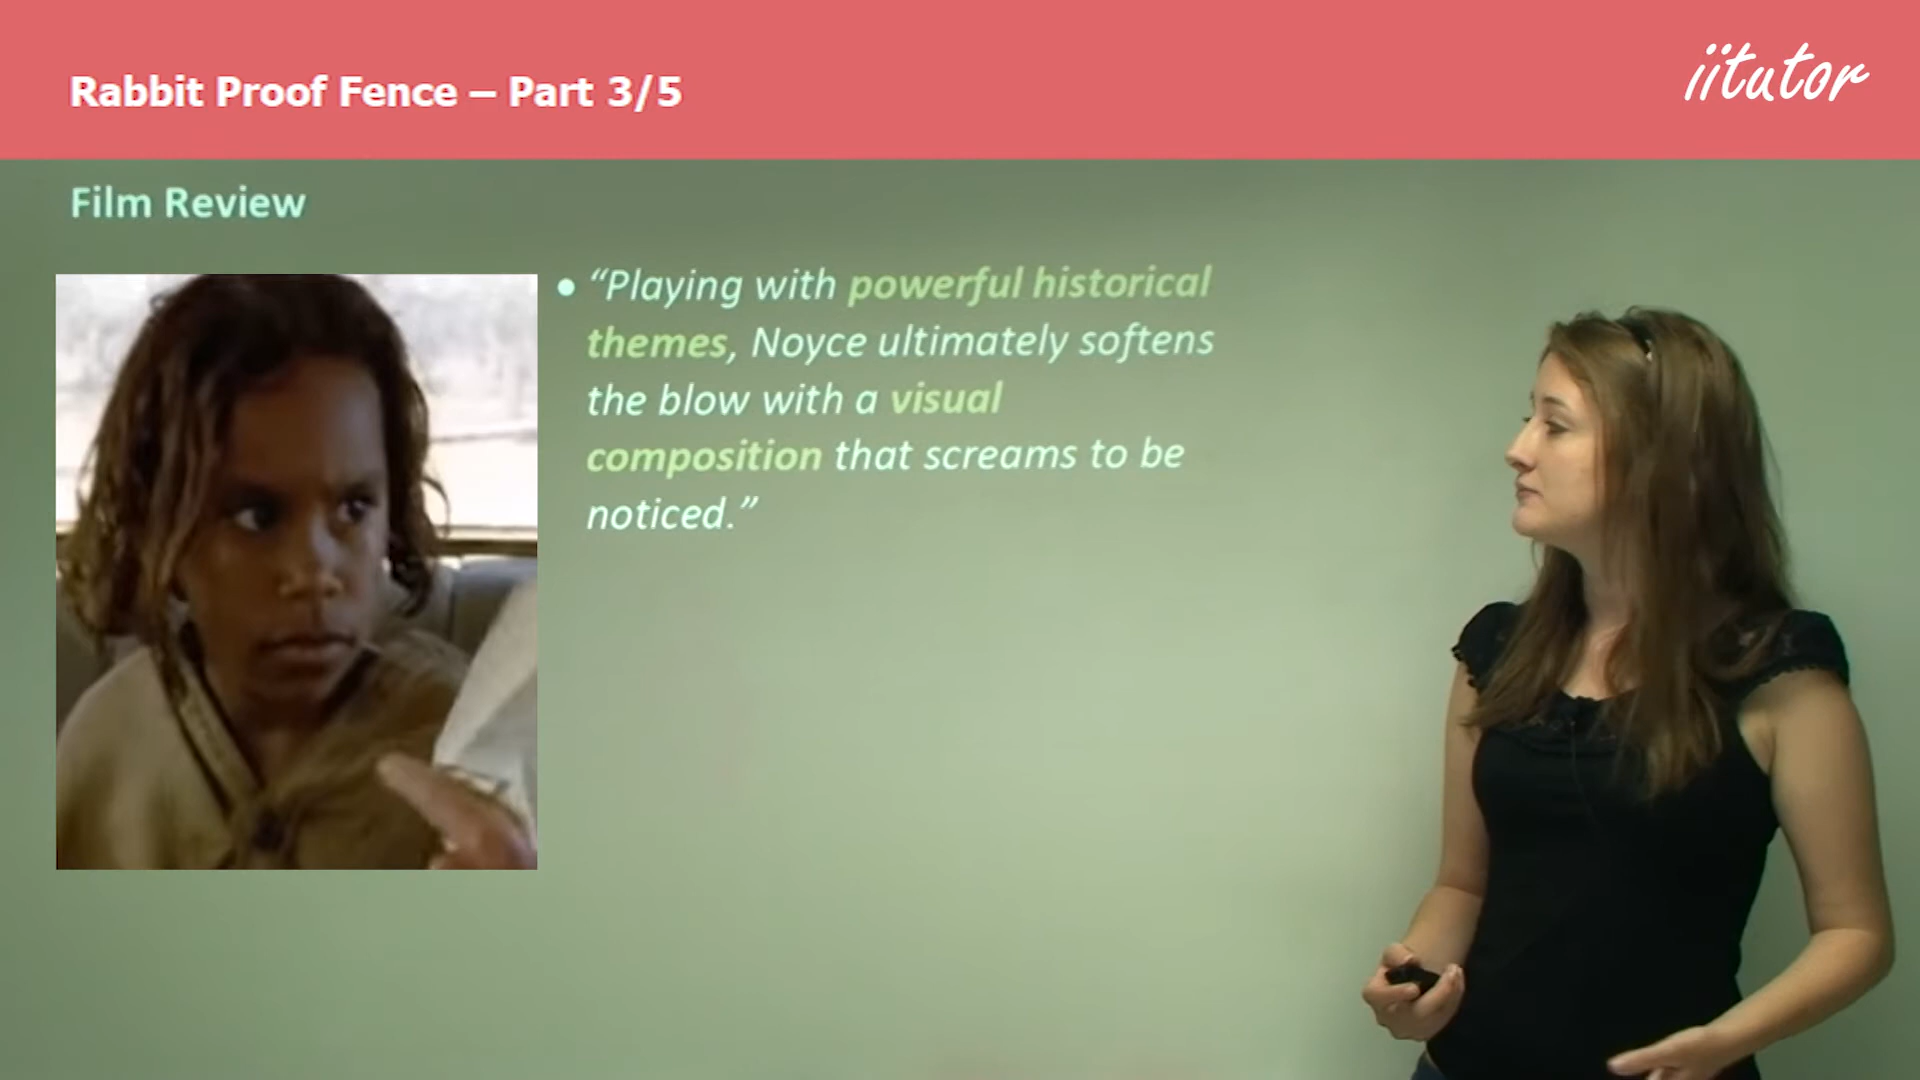 iitutor
Rabbit Proof Fence – Part 3/5
Film Review
• “Playing with powerful historical
themes, Noyce ultimately softens
the blow with a visual
composition that screams to be
noticed.”